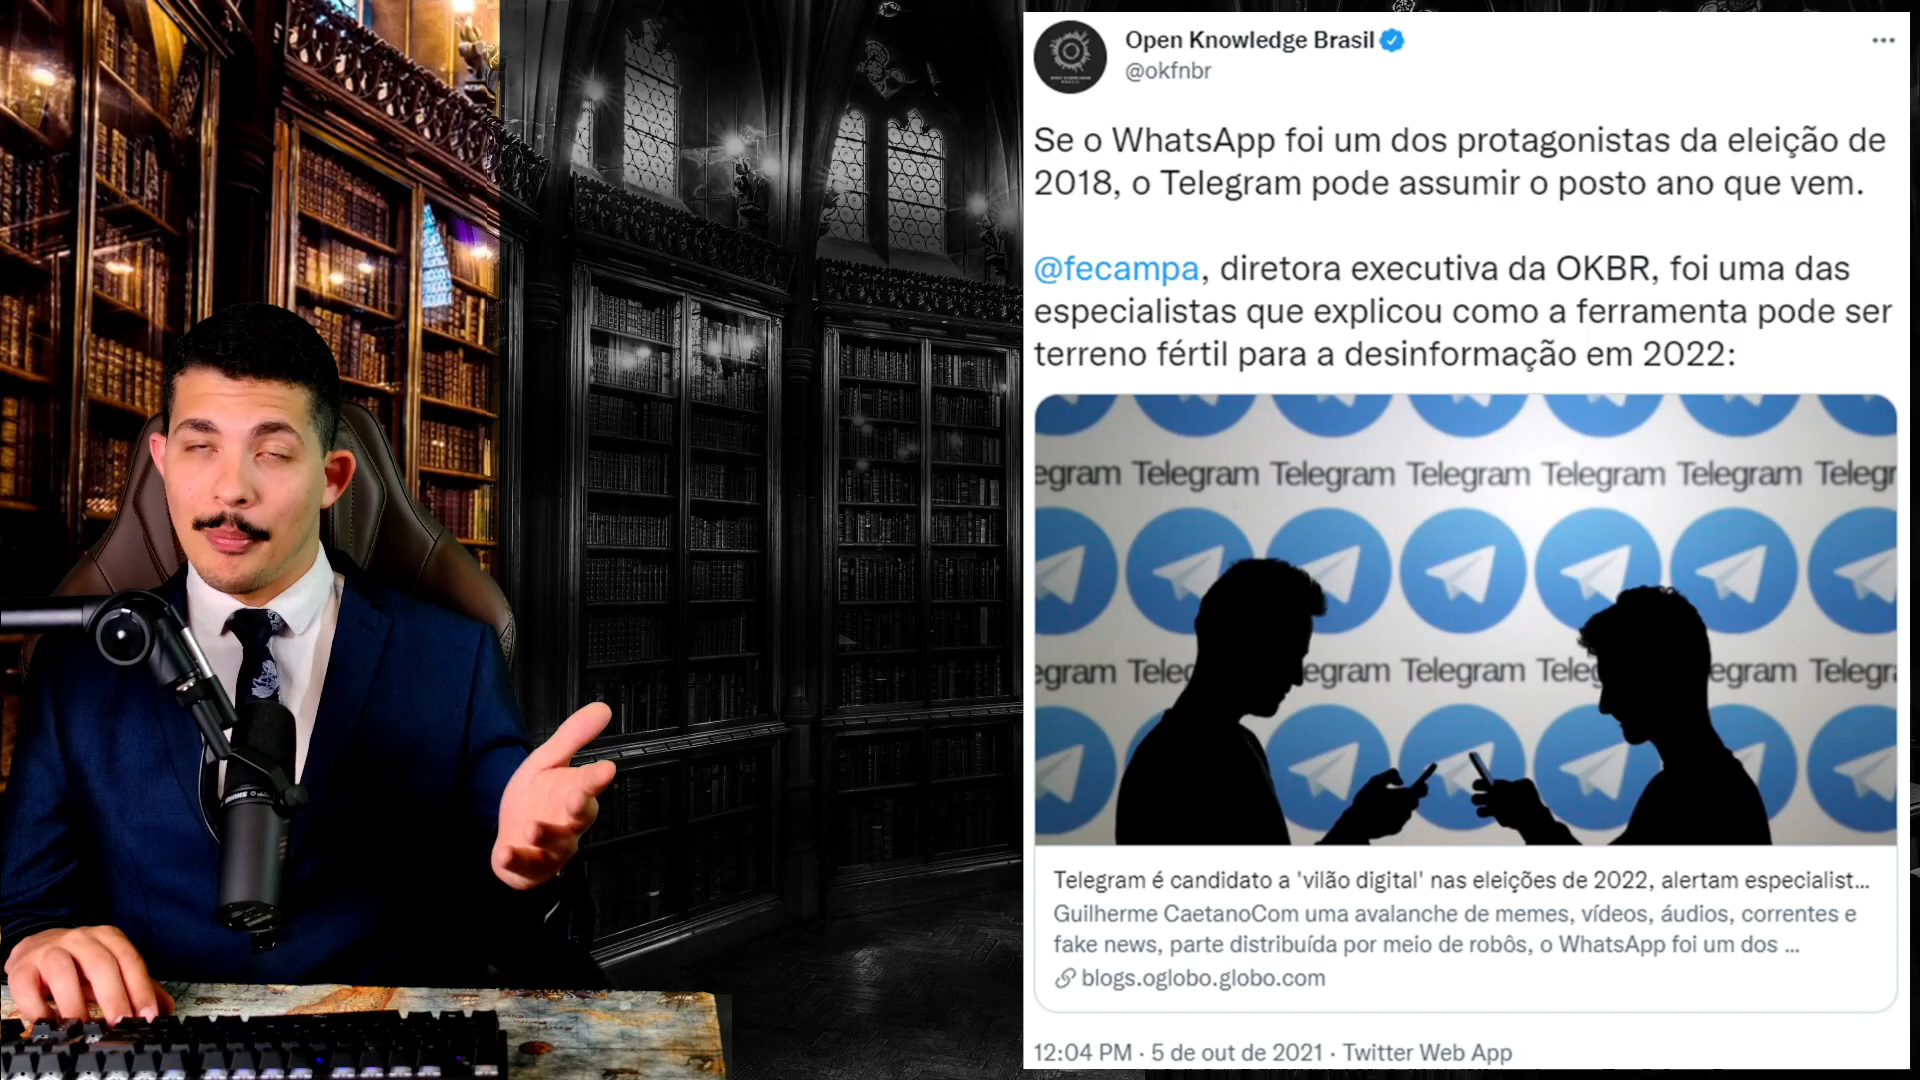 Open Knowledge Brasil
@okfnbr
Se o WhatsApp foi um dos protagonistas da eleição de
2018, o Telegram pode assumir o posto ano que vem.
@fecampa, diretora executiva da OKBR, foi uma das
especialistas que explicou como a ferramenta pode ser
terreno fértil para a desinformação em 2022:
egram Telegram Telegram Telegram Telegram Telegram Telegr
egram Teleg egram Telegram Teleg egram Telegr
Telegram é candidato a 'vilão digital' nas eleições de 2022, alertam especialist...
Guilherme CaetanoCom uma avalanche de memes, vídeos, áudios, correntes e
fake news, parte distribuída por meio de robôs, o WhatsApp foi um dos ...
blogs.oglobo.globo.com
12:04 PM · 5 de out de 2021 · Twitter Web App